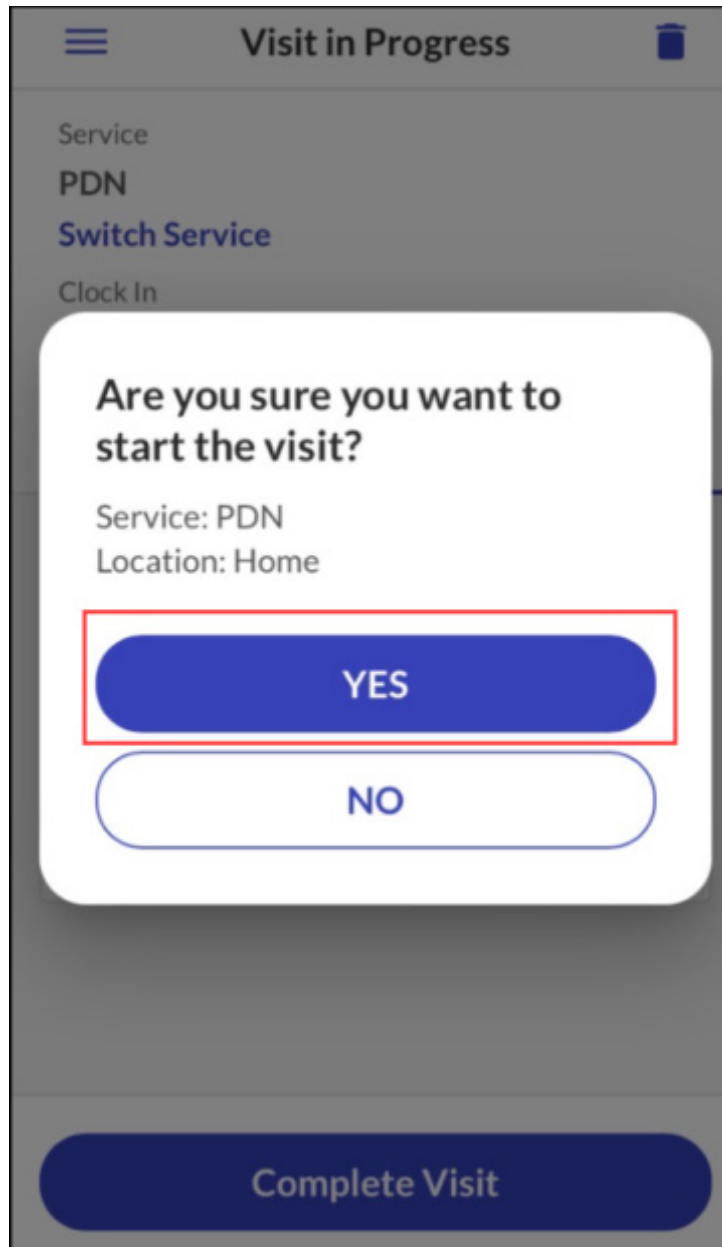 Visit in Progress
Service
PDN
Switch Service
Clock In
Are you sure you want to
start the visit?
Service: PDN
Location: Home
YES
NO
Complete Visit